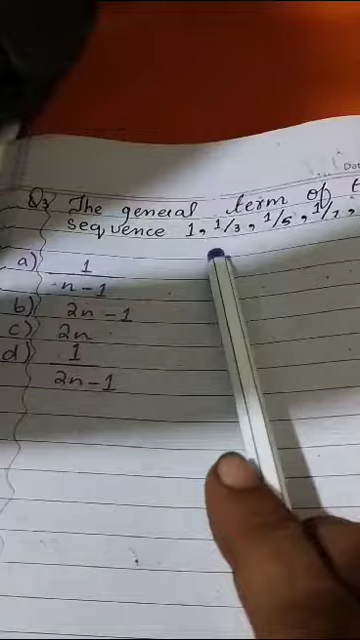 Q3 The general term of t
sequence 1, 1/3, 1/5, 1/7,
a) 1
n-1
b) 2n-1
c) 2n
d) 1
2n-1